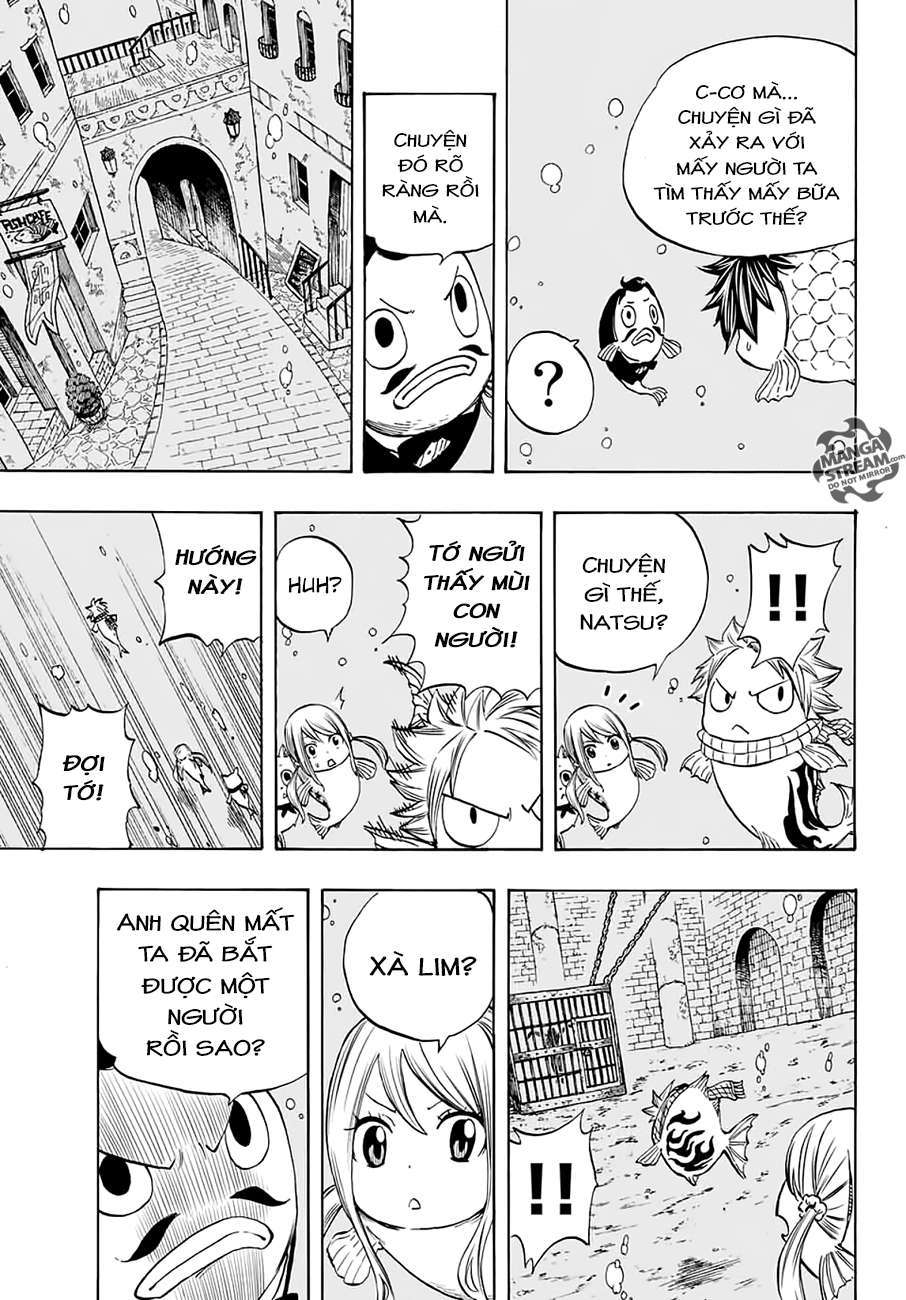 C-CƠ MÀ...
CHUYỆN GÌ ĐÃ
XẢY RA VỚI
MẤY NGƯỜI TA
TÌM THẤY MẤY BỮA
TRƯỚC THẾ?
?
CHUYỆN
ĐÓ RÕ
RÀNG RỒI
MÀ.
FISH CAFE
MANGA
STREAM.com
DO NOT MIRROR
!!
CHUYỆN
GÌ THẾ,
NATSU?
TỚ NGỬI
THẤY MÙI
CON
NGƯỜI!
HUH?
HƯỚNG
NÀY!
ĐỢI
TỚ!
!!
XÀ LIM?
ANH QUÊN MẤT
TA ĐÃ BẮT
ĐƯỢC MỘT
NGƯỜI
RỒI SAO?